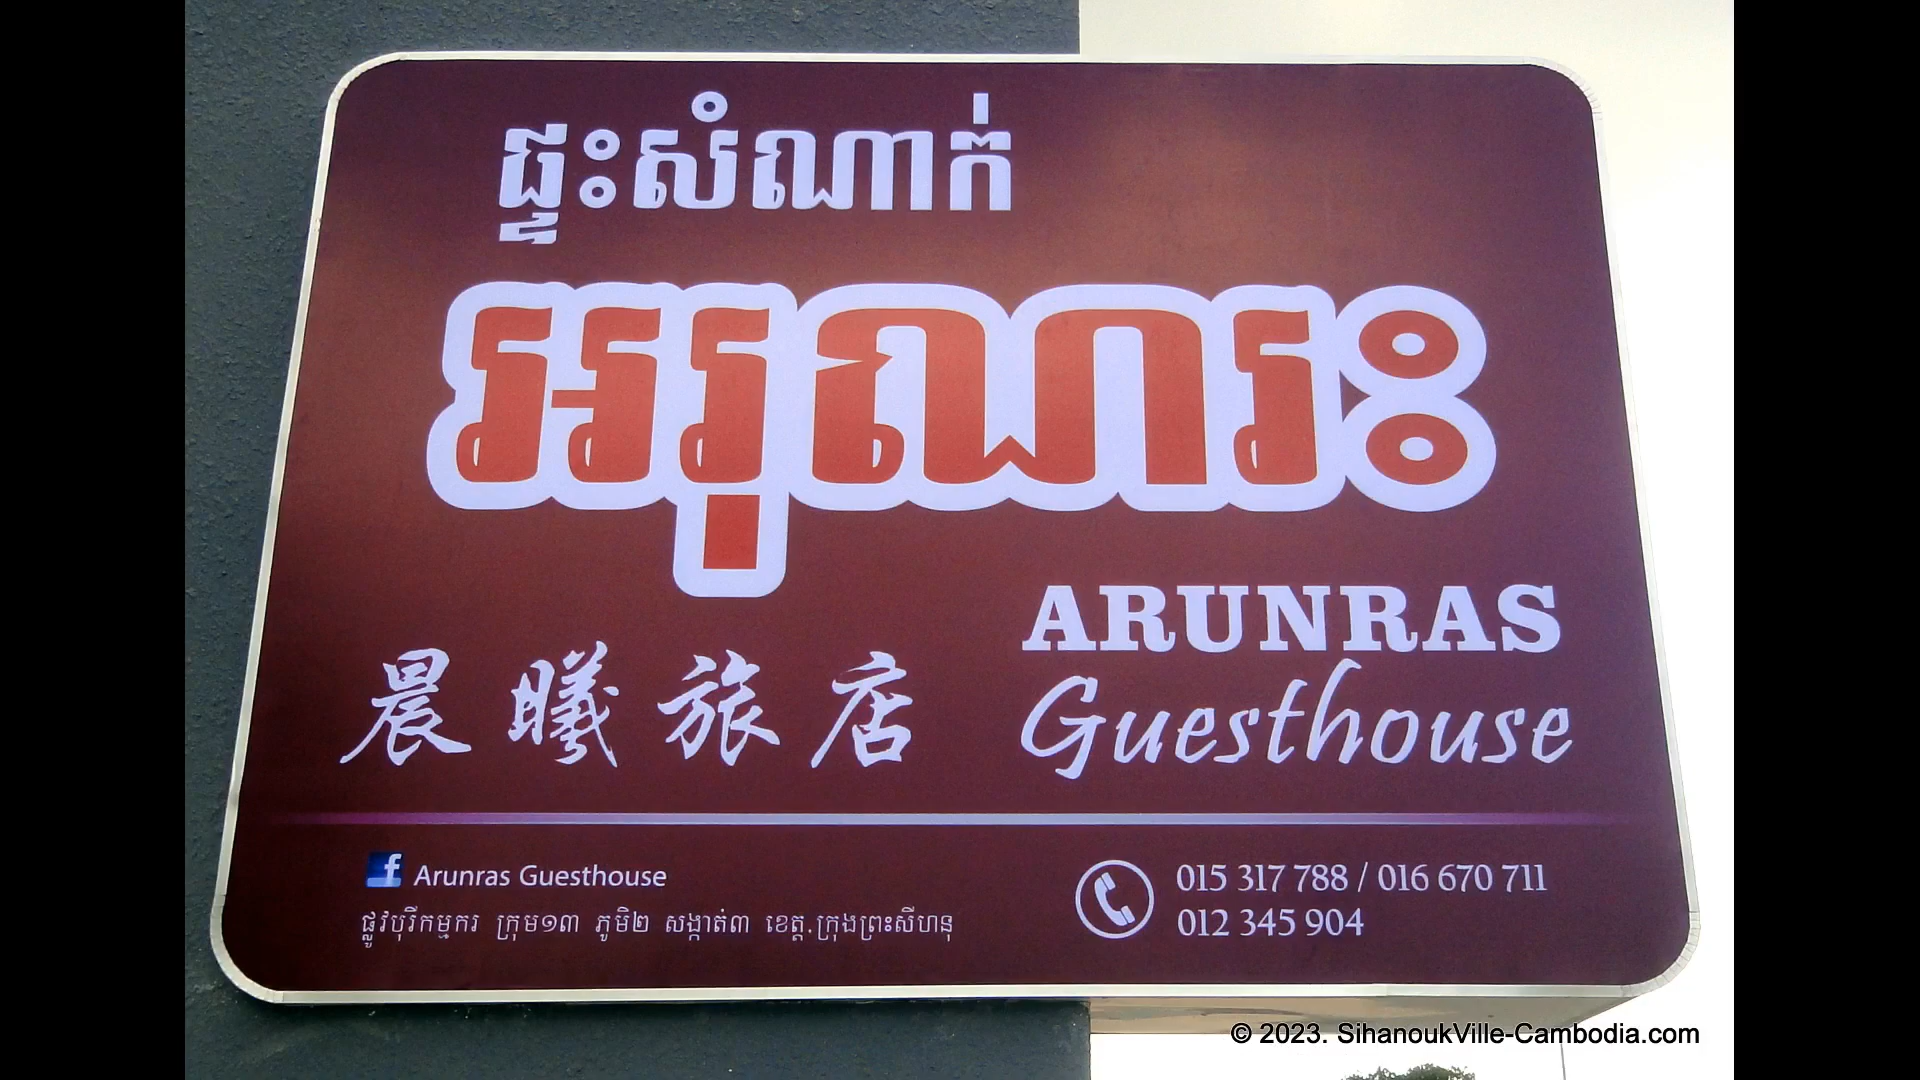 ផ្ទះសំណាក់
អរុណរះ
晨曦旅店
ARUNRAS
Guesthouse
f Arunras Guesthouse
ផ្លូវបុរីកម្មករ ក្រុម១៣ ភូមិ២ សង្កាត់៣ ខេត្ត.ក្រុងព្រះសីហនុ
015 317 788 / 016 670 711
012 345 904
© 2023. SihanoukVille-Cambodia.com